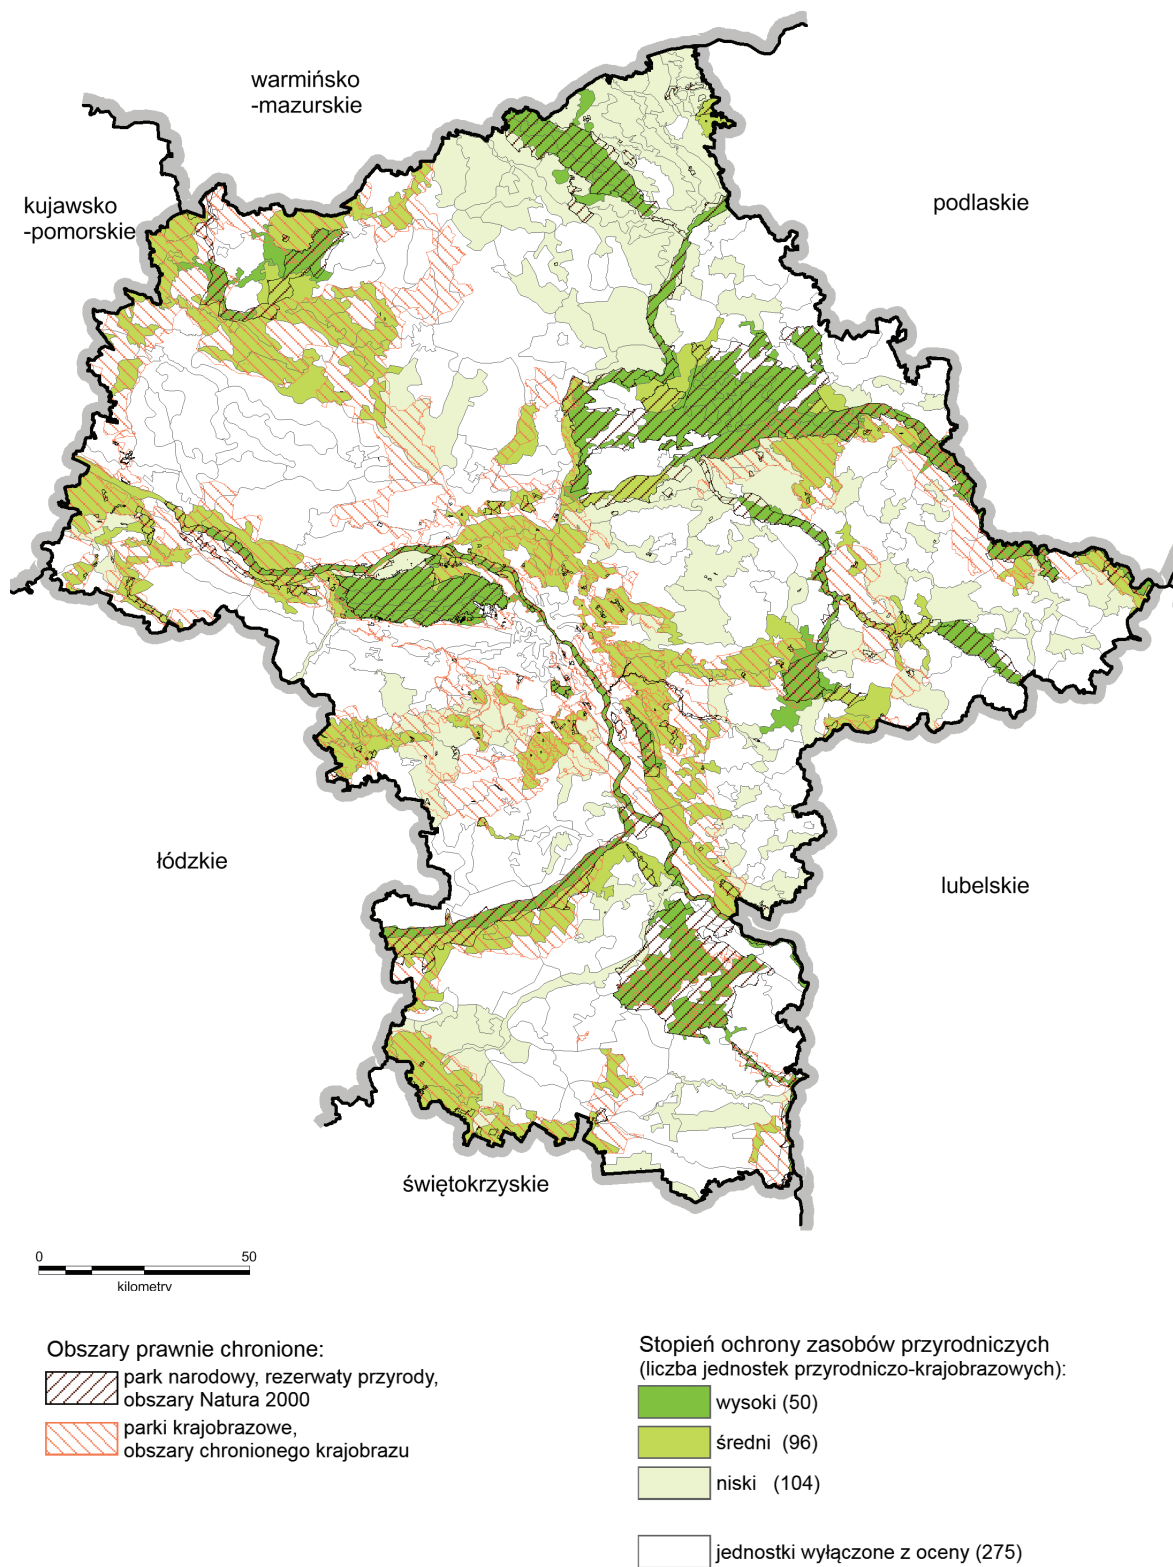 warmińsko
-mazurskie
kujawsko
-pomorskie
podlaskie
łódzkie
lubelskie
świętokrzyskie
0 50
kilometry
Obszary prawnie chronione:
park narodowy, rezerwaty przyrody,
obszary Natura 2000
parki krajobrazowe,
obszary chronionego krajobrazu
Stopień ochrony zasobów przyrodniczych
(liczba jednostek przyrodniczo-krajobrazowych):
wysoki (50)
średni (96)
niski (104)
jednostki wyłączone z oceny (275)